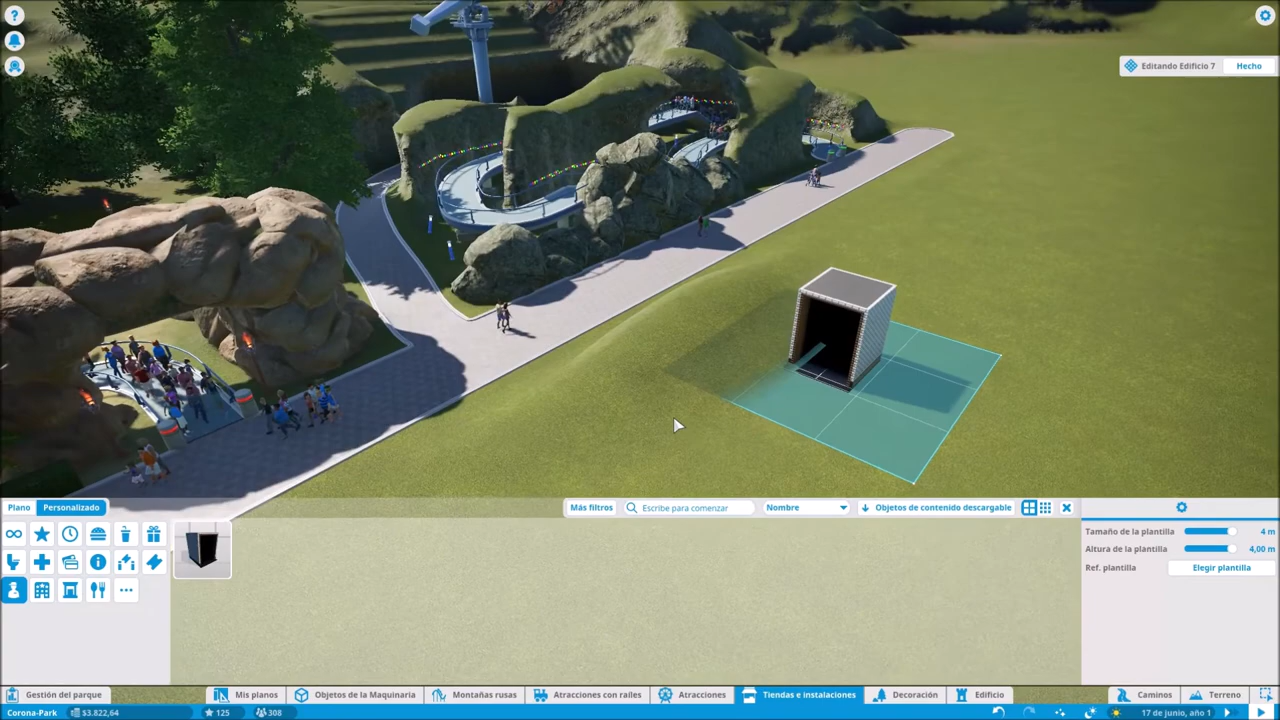 Editando Edificio 7 Hecho
Plano Personalizado Más filtros Escribe para comenzar Nombre Objetos de contenido descargable
Tamaño de la plantilla 4 m
Altura de la plantilla 4,00 m
Ref. plantilla Elegir plantilla
Gestión del parque Mis planos Objetos de la Maquinaria Montañas rusas Atracciones con raíles Atracciones Tiendas e instalaciones Decoración Edificio Caminos Terreno
Corona-Park $3.822,64 125 308 17 de junio, año 1